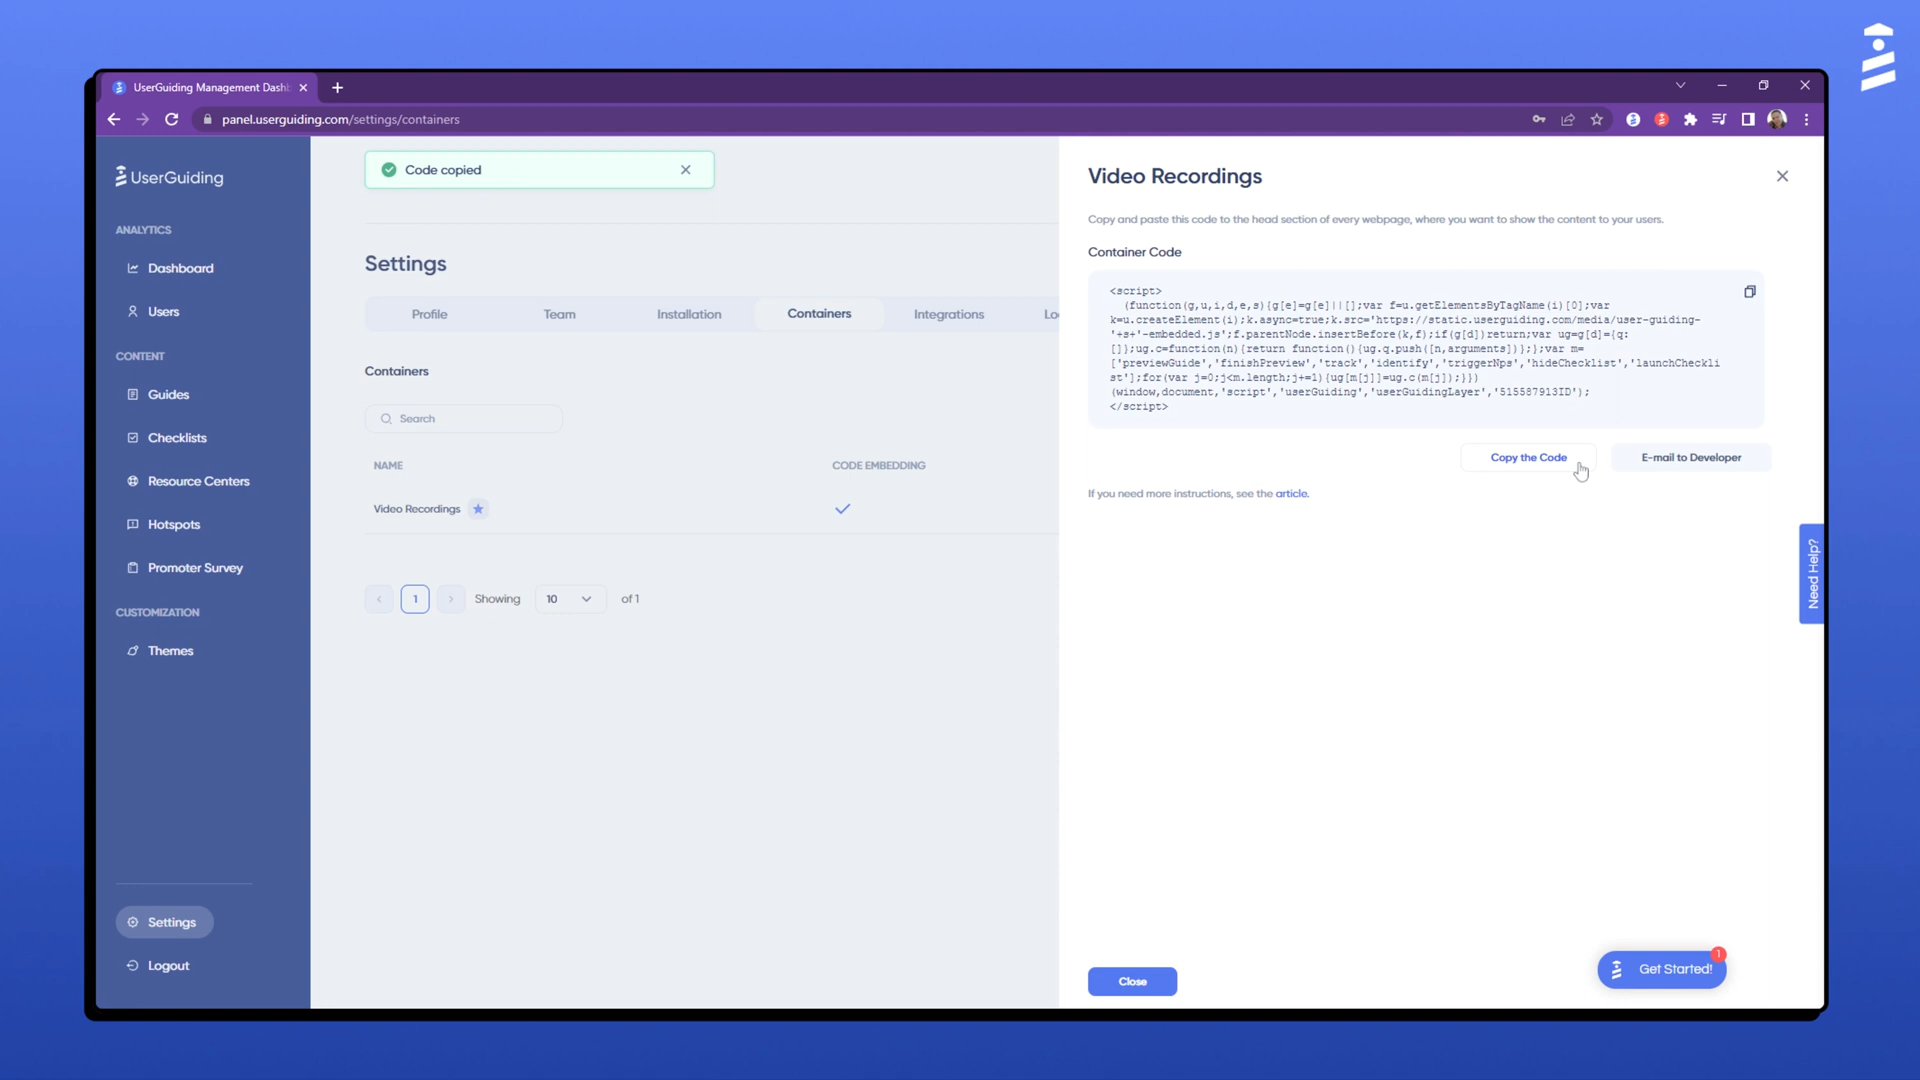 UserGuiding Management Dashb
panel.userguiding.com/settings/containers
UserGuiding
ANALYTICS
Dashboard
Users
CONTENT
Guides
Checklists
Resource Centers
Hotspots
Promoter Survey
CUSTOMIZATION
Themes
Settings
Logout
Code copied
Settings
Profile
Team
Installation
Containers
Integrations
Lo
Containers
Search
NAME
CODE EMBEDDING
Video Recordings
1
Showing
10
of 1
Video Recordings
Copy and paste this code to the head section of every webpage, where you want to show the content to your users.
Container Code
<script>
(function(g,u,i,d,e,s){g[e]=g[e]||[];var f=u.getElementsByTagName(i)[0];var
k=u.createElement(i);k.async=true;k.src='https://static.userguiding.com/media/user-guiding-
'+s+'-embedded.js';f.parentNode.insertBefore(k,f);if(g[d])return;var ug=g[d]={q:
[]};ug.c=function(n){return function(){ug.q.push([n,arguments])};};var m=
['previewGuide','finishPreview','track','identify','triggerNps','hideChecklist','launchCheckli
st'];for(var j=0;j<m.length;j+=1){ug[m[j]]=ug.c(m[j]);}})
(window,document,'script','userGuiding','userGuidingLayer','515587913ID');
</script>
Copy the Code
E-mail to Developer
If you need more instructions, see the article.
Need Help?
Close
Get Started!
1